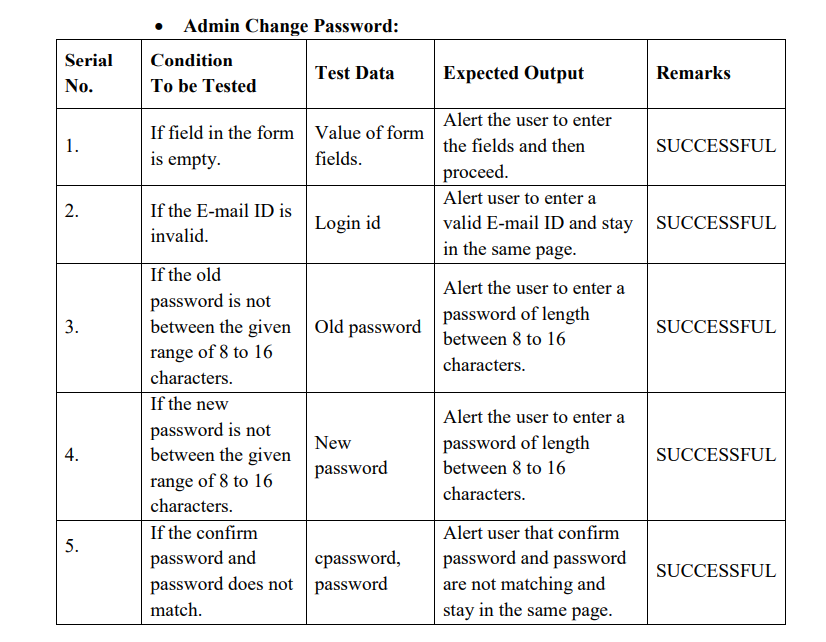 • Admin Change Password:
Serial No.
Condition To be Tested
Test Data
Expected Output
Remarks
1.
If field in the form
is empty.
Value of form
fields.
Alert the user to enter
the fields and then
proceed.
SUCCESSFUL
2.
If the E-mail ID is
invalid.
Login id
Alert user to enter a
valid E-mail ID and stay
in the same page.
SUCCESSFUL
3.
If the old
password is not
between the given
range of 8 to 16
characters.
Old password
Alert the user to enter a
password of length
between 8 to 16
characters.
SUCCESSFUL
4.
If the new
password is not
between the given
range of 8 to 16
characters.
New
password
Alert the user to enter a
password of length
between 8 to 16
characters.
SUCCESSFUL
5.
If the confirm
password and
password does not
match.
cpassword,
password
Alert user that confirm
password and password
are not matching and
stay in the same page.
SUCCESSFUL